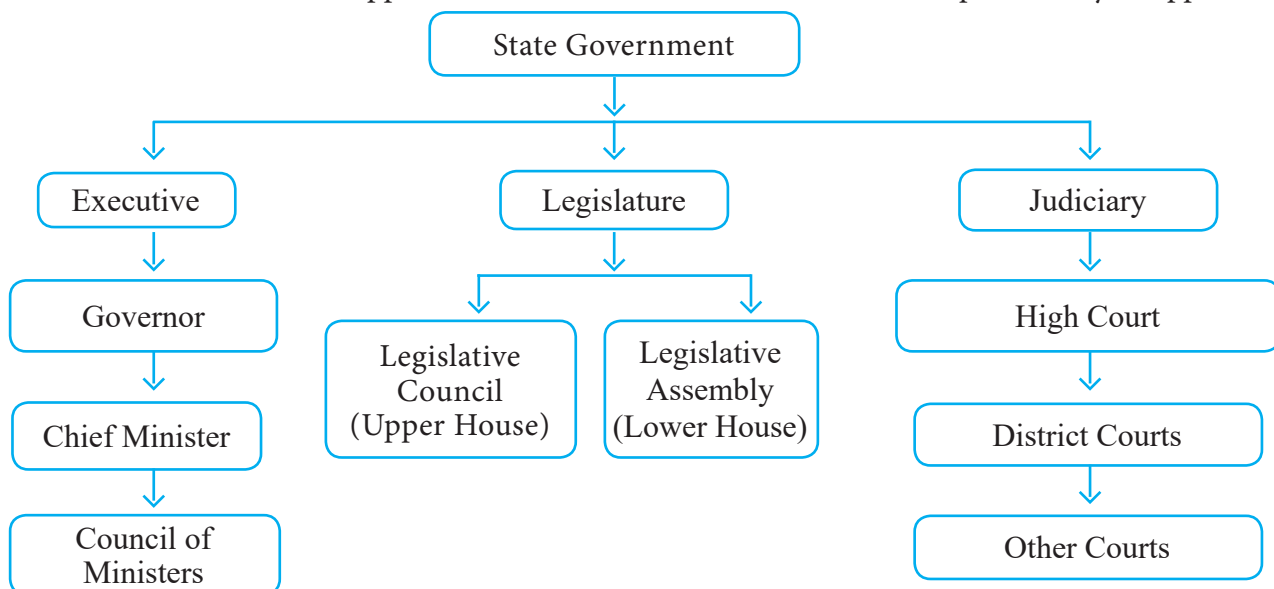 State Government
Executive
Legislature
Judiciary
Governor
Legislative
Council
(Upper House)
Legislative
Assembly
(Lower House)
High Court
Chief Minister
District Courts
Council of
Ministers
Other Courts